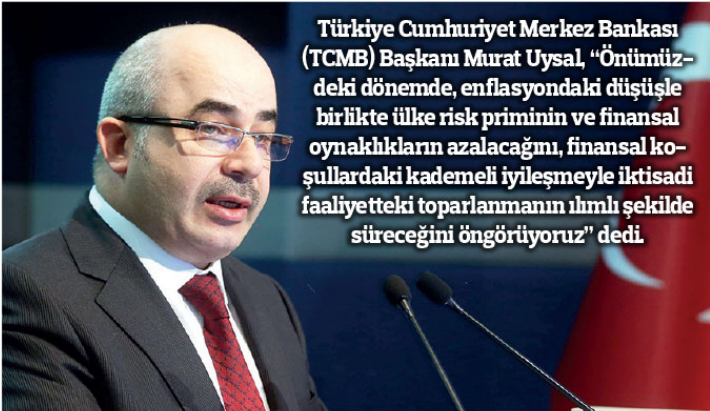 Türkiye Cumhuriyet Merkez Bankası
(TCMB) Başkanı Murat Uysal, “Önümüz-
deki dönemde, enflasyondaki düşüşle
birlikte ülke risk priminin ve finansal
oynaklıkların azalacağını, finansal ko-
şullardaki kademeli iyileşmeyle iktisadi
faaliyetteki toparlanmanın ılımlı şekilde
süreceğini öngörüyoruz” dedi.